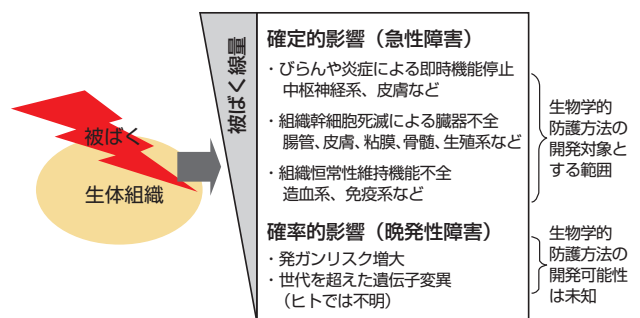 被ばく
生体組織
被ばく線量
確定的影響（急性障害）
・びらんや炎症による即時機能停止
中枢神経系、皮膚など
・組織幹細胞死滅による臓器不全
腸管、皮膚、粘膜、骨髄、生殖系など
・組織恒常性維持機能不全
造血系、免疫系など
生物学的
防護方法の
開発対象と
する範囲
確率的影響（晩発性障害）
・発ガンリスク増大
・世代を超えた遺伝子変異
（ヒトでは不明）
生物学的
防護方法の
開発可能性
は未知